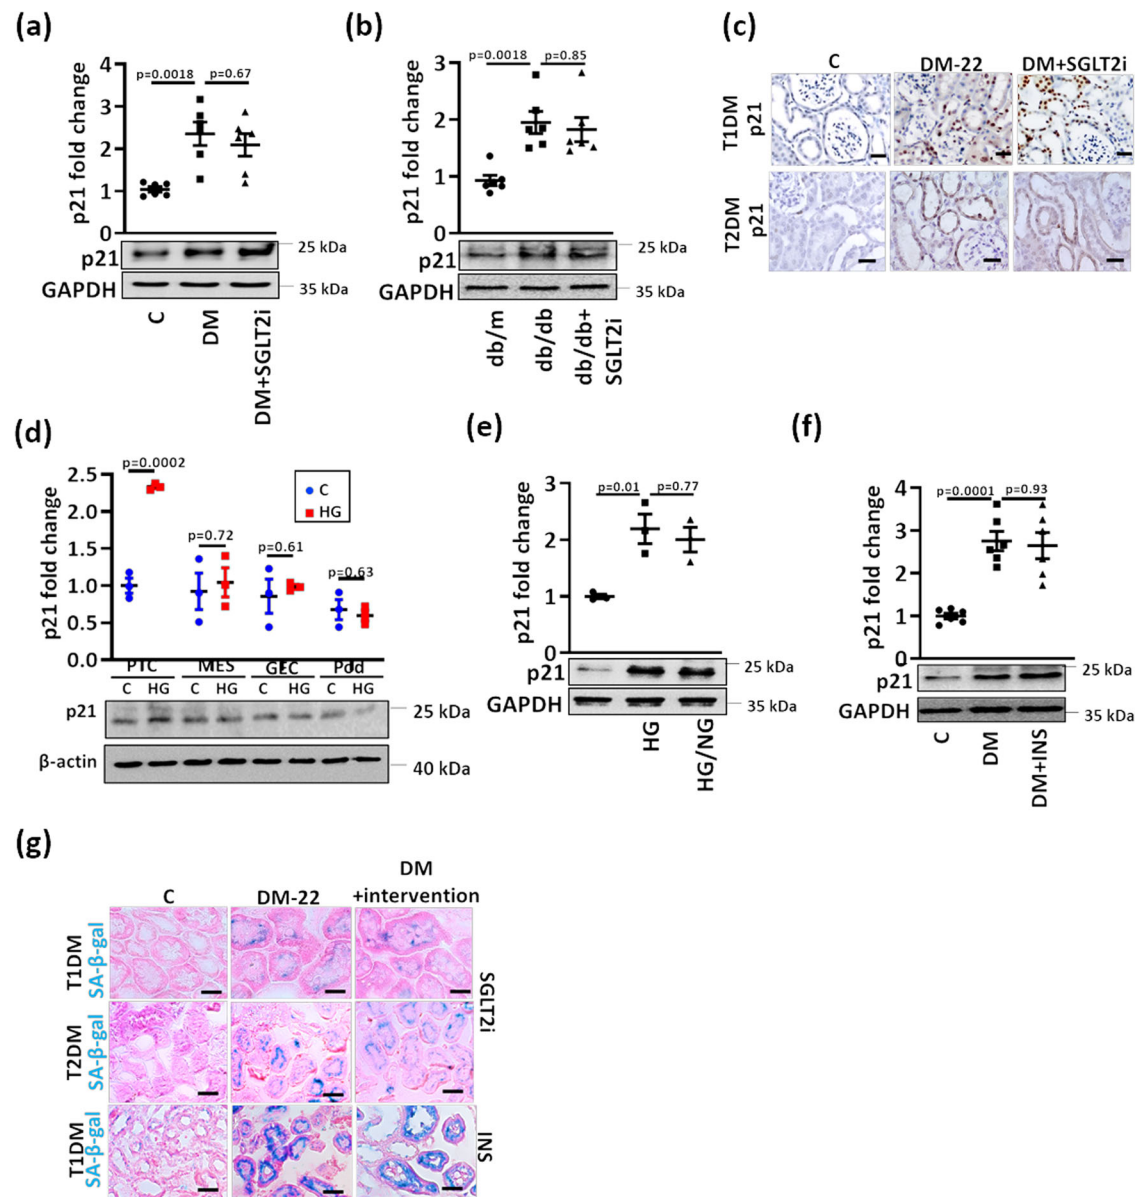 (a)
p21 fold change
4
3
2
1
0
p=0.0018
p=0.67
p21
GAPDH
25 kDa
35 kDa
C
DM
DM+SGLT2i
(b)
p21 fold change
3
2
1
0
p=0.0018
p=0.85
p21
GAPDH
25 kDa
35 kDa
db/m
db/db
db/db+
SGLT2i
(c)
C
DM-22
DM+SGLT2i
T1DM
p21
T2DM
p21
(d)
p21 fold change
2.5
2.0
1.5
1.0
0.5
0.0
p=0.0002
p=0.72
p=0.61
p=0.63
C
HG
PTC
MES
GEC
Pod
C HG C HG C HG C HG
p21
β-actin
25 kDa
40 kDa
(e)
p21 fold change
3
2
1
0
p=0.01
p=0.77
p21
GAPDH
25 kDa
35 kDa
HG
HG/NG
(f)
p21 fold change
4
3
2
1
0
p=0.0001
p=0.93
p21
GAPDH
25 kDa
35 kDa
C
DM
DM+INS
(g)
C
DM-22
DM
+intervention
T1DM
SA-β-gal
T2DM
SA-β-gal
T1DM
SA-β-gal
SGLT2i
INS